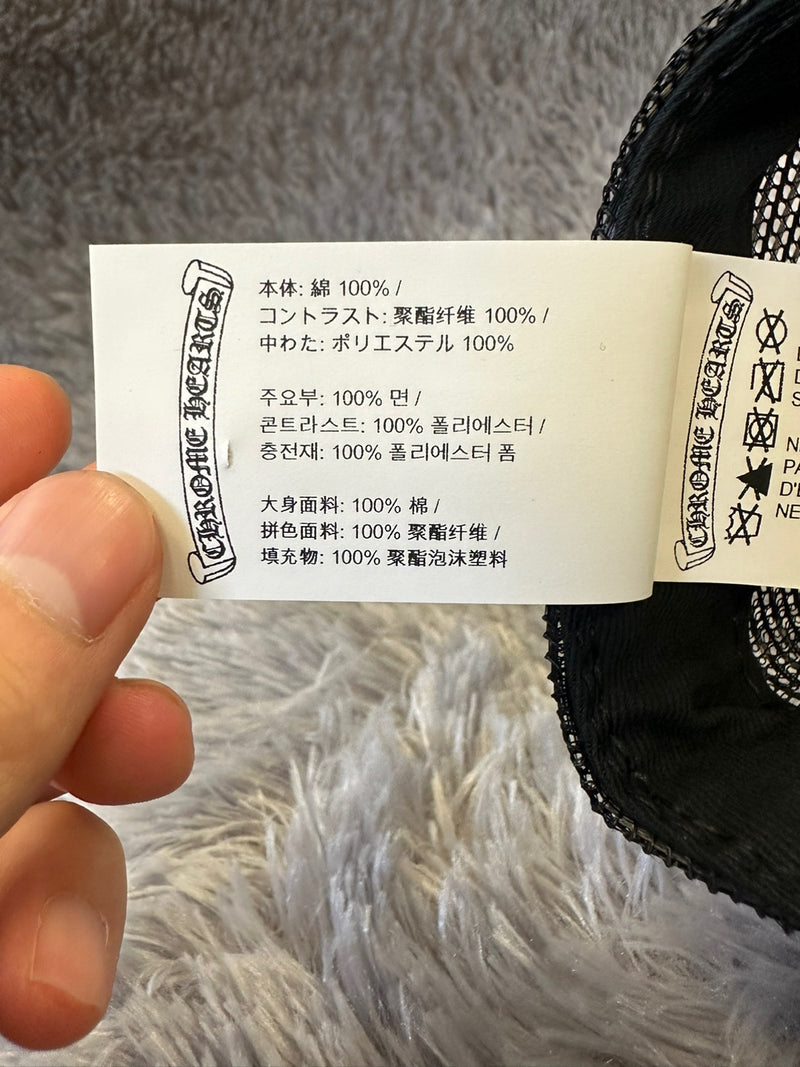 CHROME HEARTS
本体: 綿 100% /
コントラスト: 聚酯纤维 100% /
中わた: ポリエステル 100%
주요부: 100% 면 /
콘트라스트: 100% 폴리에스터 /
충전재: 100% 폴리에스터 폼
大身面料: 100% 棉 /
拼色面料: 100% 聚酯纤维 /
填充物: 100% 聚酯泡沫塑料
CHROME HEARTS